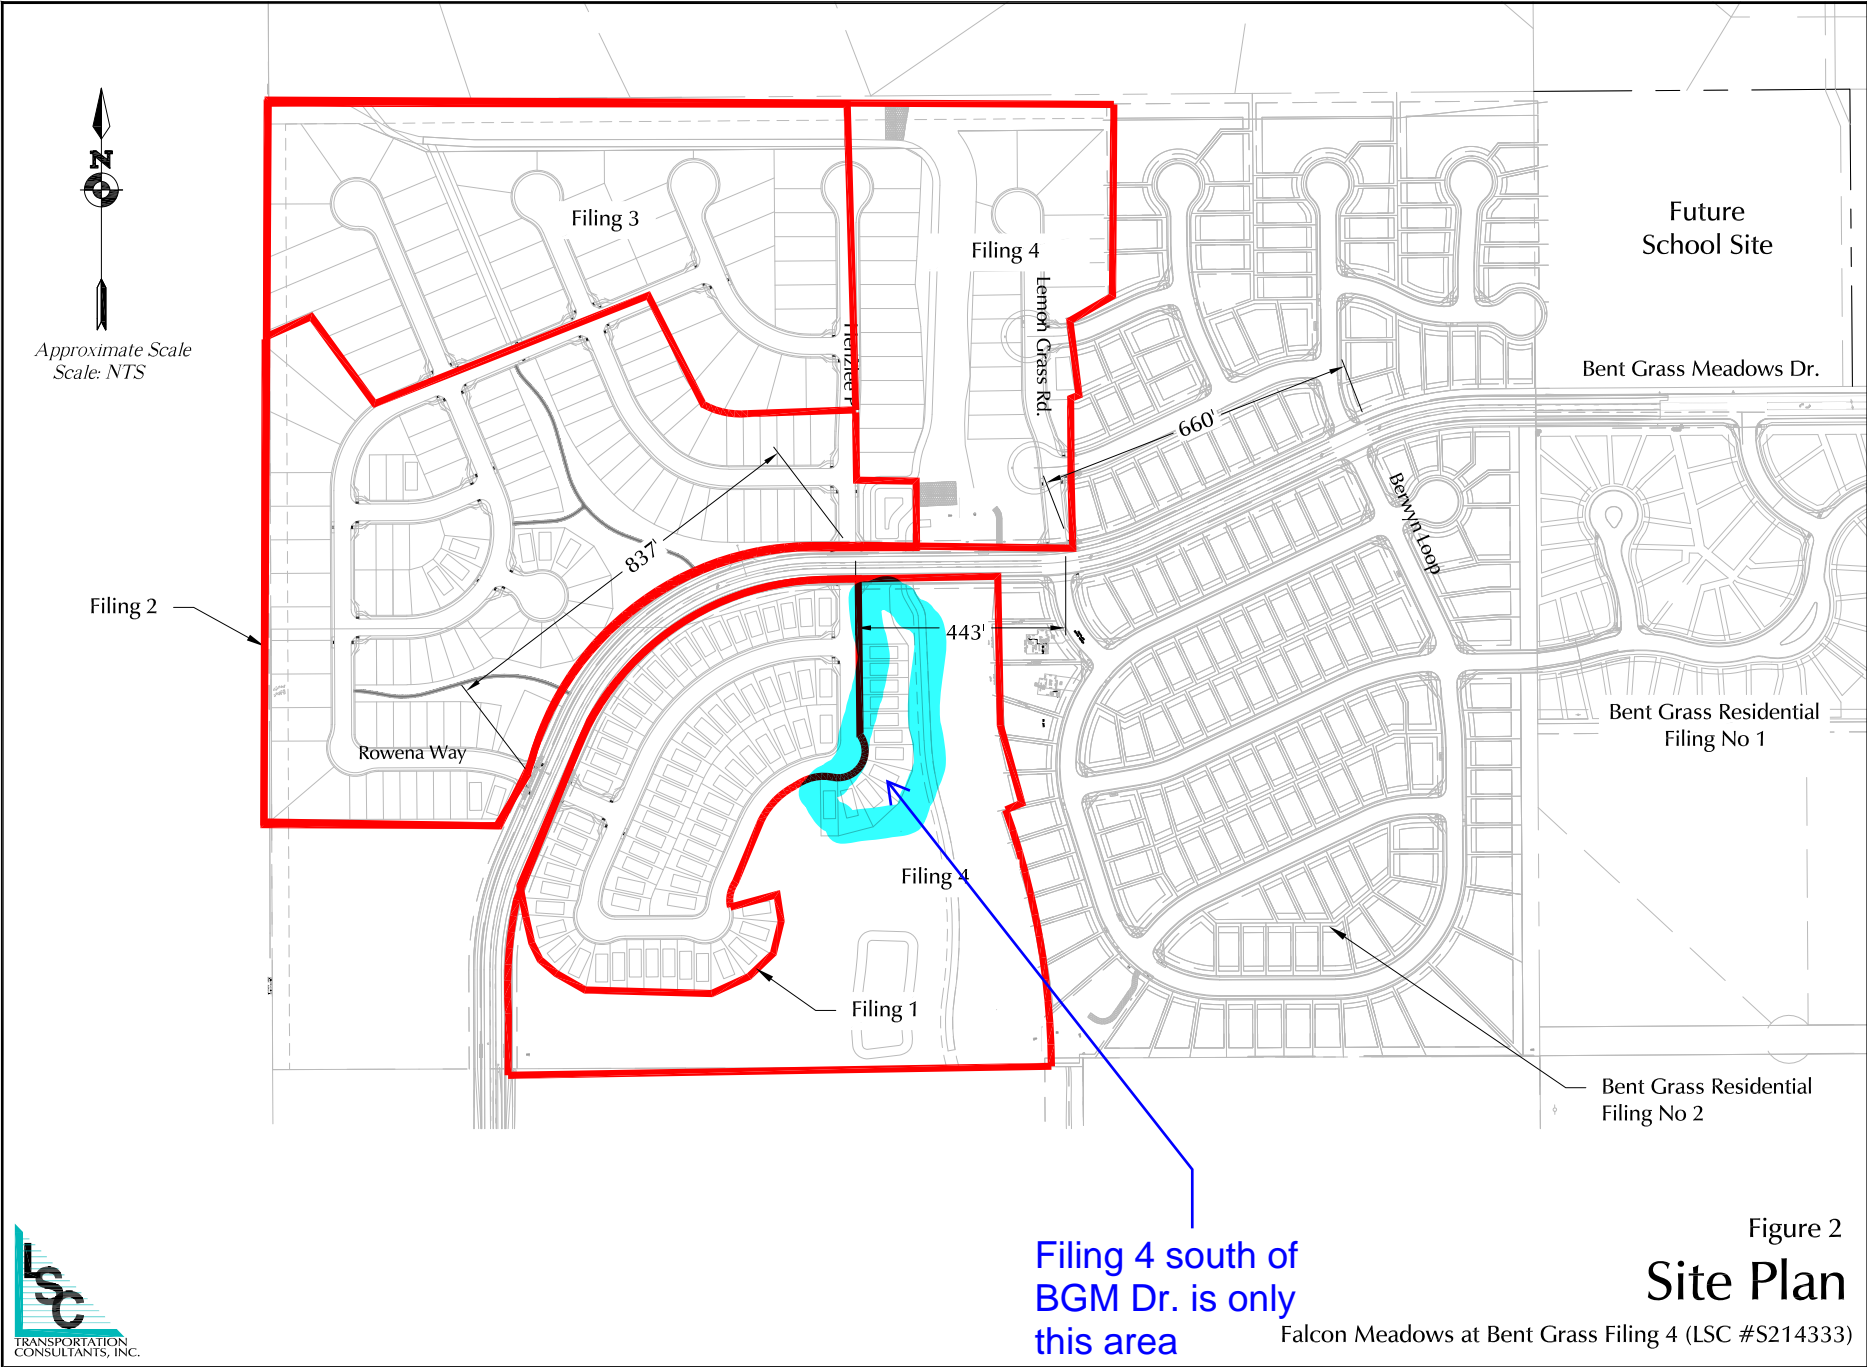 N
Approximate Scale
Scale: NTS
Filing 3
Filing 4
Lemon Grass Rd.
Future
School Site
Bent Grass Meadows Dr.
660'
837'
Berwyn Loop
Filing 2
443'
Rowena Way
Bent Grass Residential
Filing No 1
Filing 4
Filing 1
Bent Grass Residential
Filing No 2
Filing 4 south of
BGM Dr. is only
this area
Figure 2
Site Plan
Falcon Meadows at Bent Grass Filing 4 (LSC #S214333)
LSC
TRANSPORTATION
CONSULTANTS, INC.